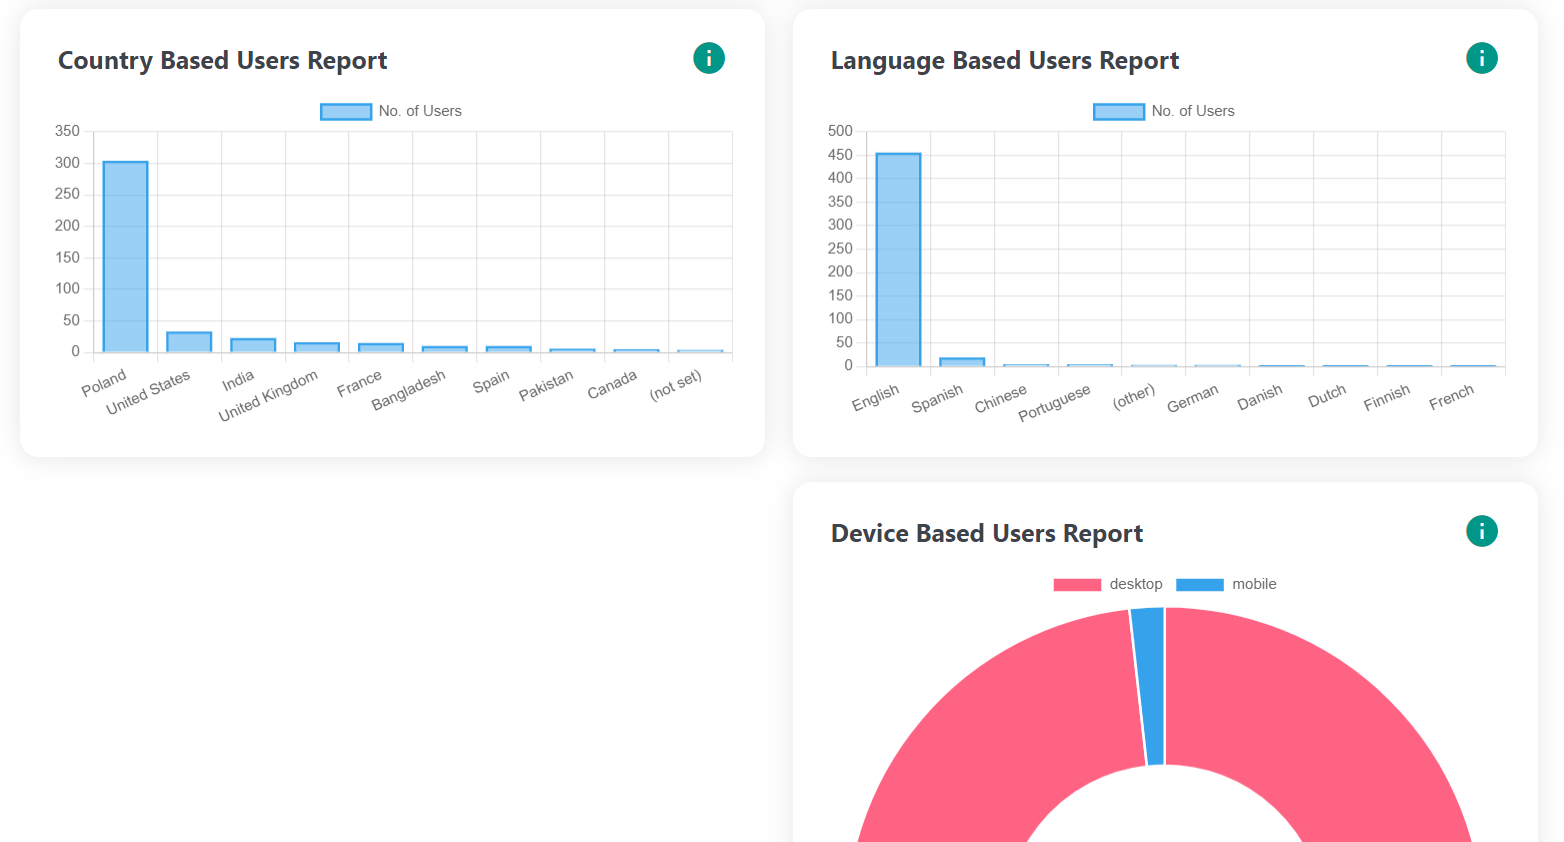 Country Based Users Report
i
No. of Users
350
300
250
200
150
100
50
0
Poland
United States
India
United Kingdom
France
Bangladesh
Spain
Pakistan
Canada
(not set)
Language Based Users Report
i
No. of Users
500
450
400
350
300
250
200
150
100
50
0
English
Spanish
Chinese
Portuguese
(other)
German
Danish
Dutch
Finnish
French
Device Based Users Report
i
desktop mobile